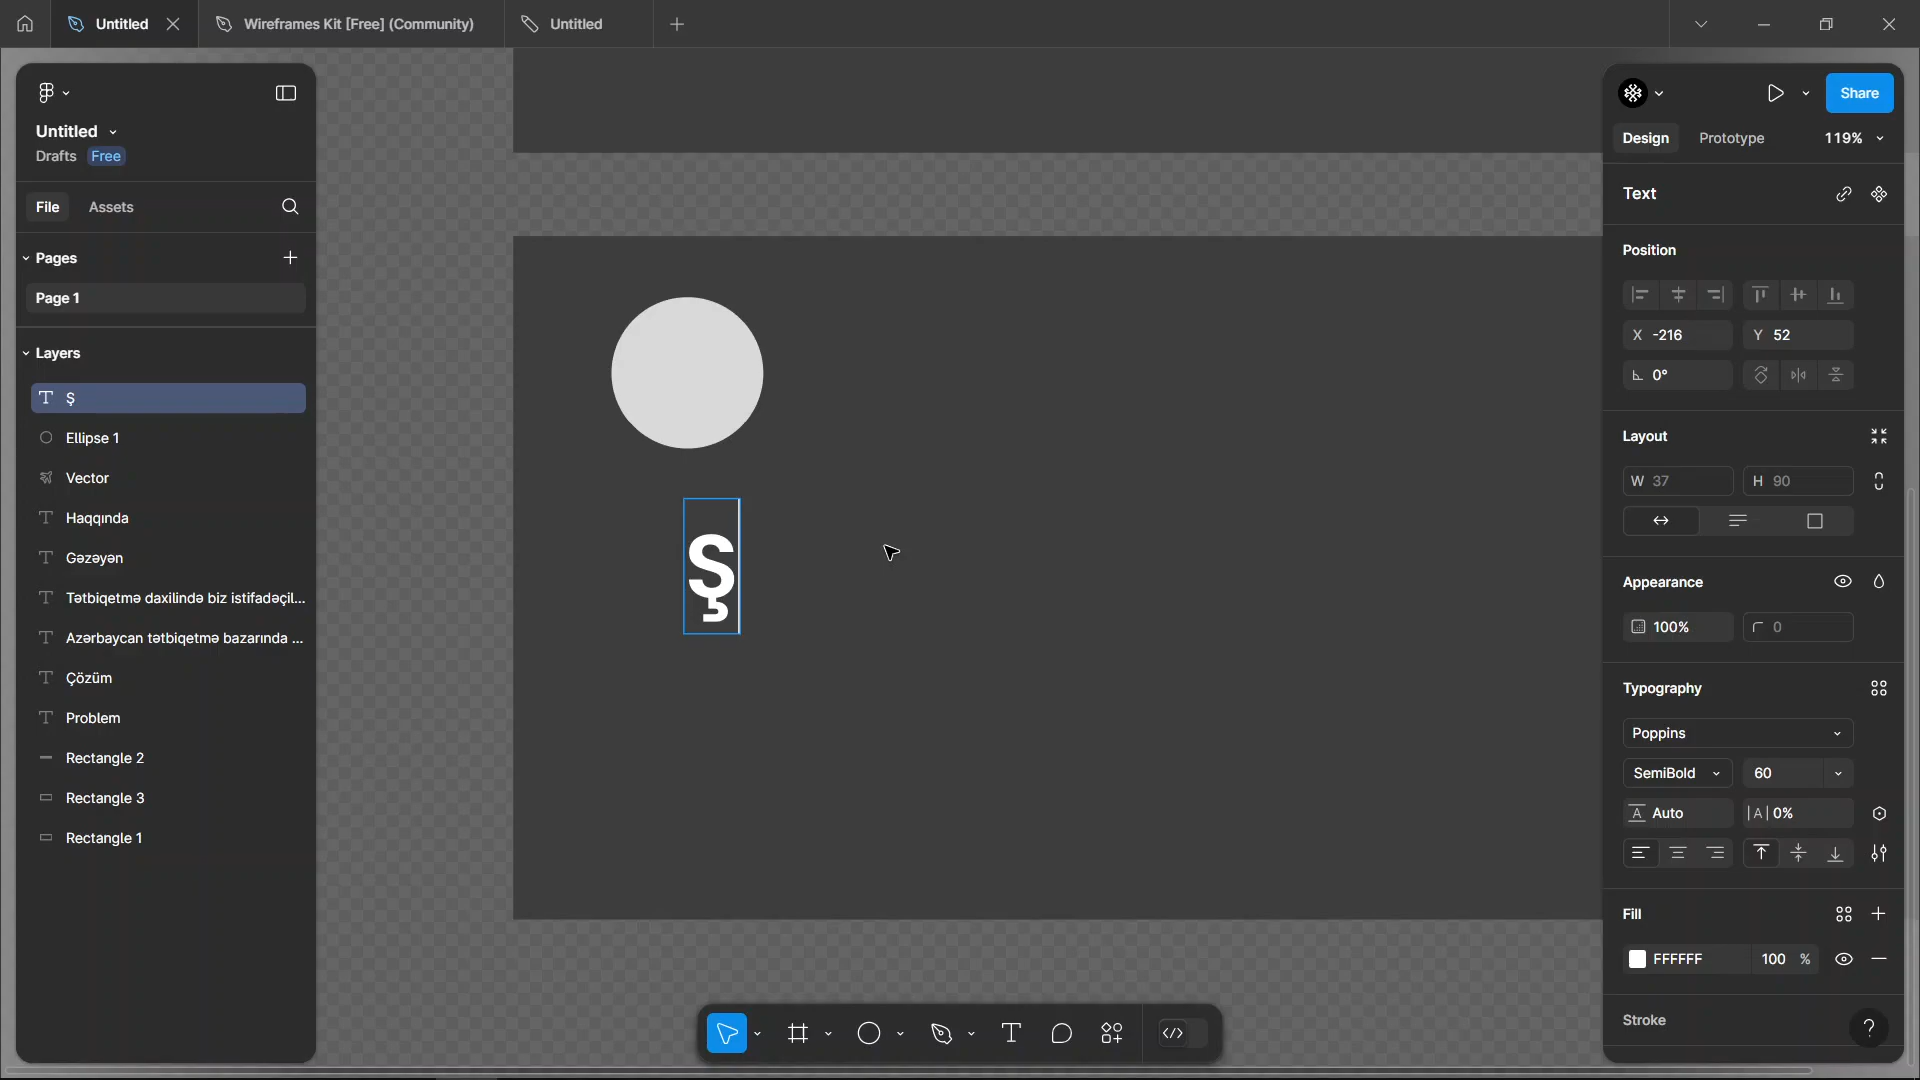 Untitled
Wireframes Kit [Free] (Community)
Untitled
Untitled
Drafts Free
File Assets
Pages
Page 1
Layers
Ş
Ellipse 1
Vector
Haqqında
Gəzəyən
Tətbiqetmə daxilində biz istifadəçil...
Azərbaycan tətbiqetmə bazarında ...
Çözüm
Problem
Rectangle 2
Rectangle 3
Rectangle 1
Ş
Share
Design Prototype 119%
Text
Position
X -216 Y 52
0°
Layout
W 37 H 90
Appearance
100% 0
Typography
Poppins
SemiBold 60
A Auto |A| 0%
Fill
FFFFFF 100 %
Stroke
?